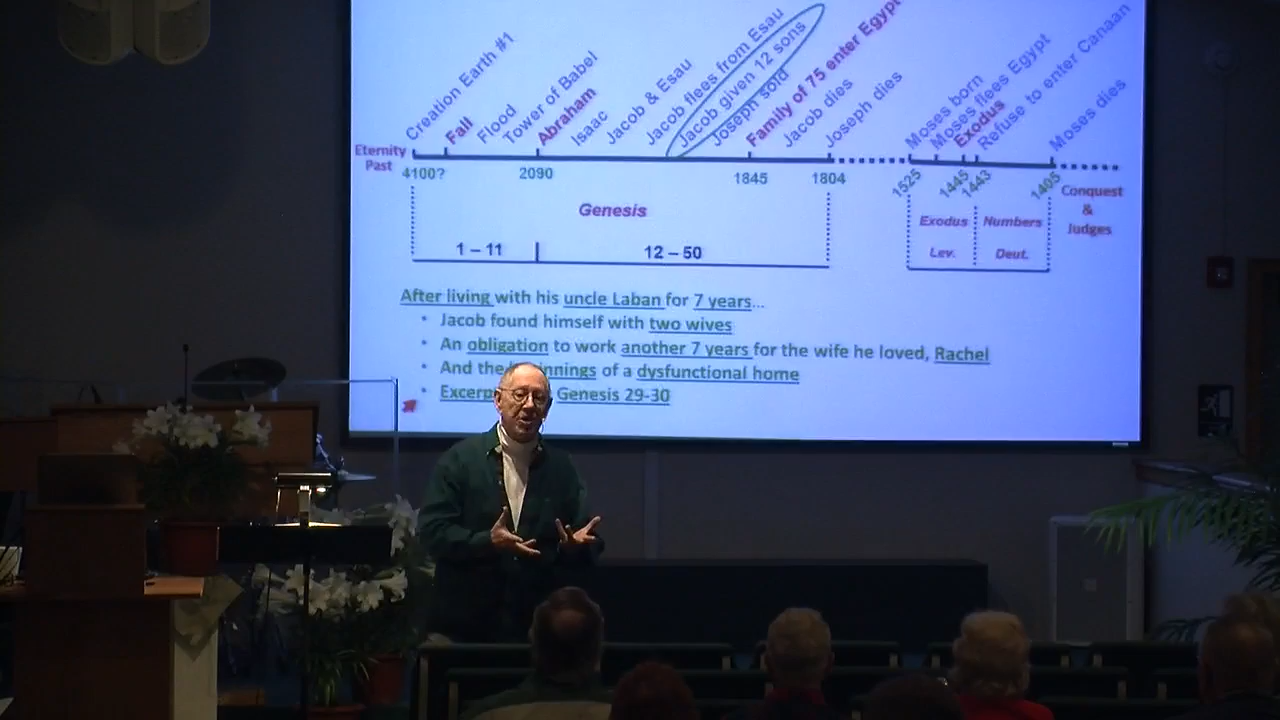 Creation Earth #1
Fall
Flood
Tower of Babel
Abraham
Isaac
Jacob & Esau
Jacob flees from Esau
Jacob given 12 sons
Joseph sold
Family of 75 enter Egypt
Jacob dies
Joseph dies
Moses born
Moses flees Egypt
Exodus
Refuse to enter Canaan
Moses dies
Eternity
Past
4100?
2090
1845
1804
1525
1445
1443
1405
Conquest
&
Judges
Genesis
Exodus
Numbers
1 – 11
12 – 50
Lev.
Deut.
After living with his uncle Laban for 7 years...
• Jacob found himself with two wives
• An obligation to work another 7 years for the wife he loved, Rachel
• And the nnings of a dysfunctional home
• Excerp Genesis 29-30